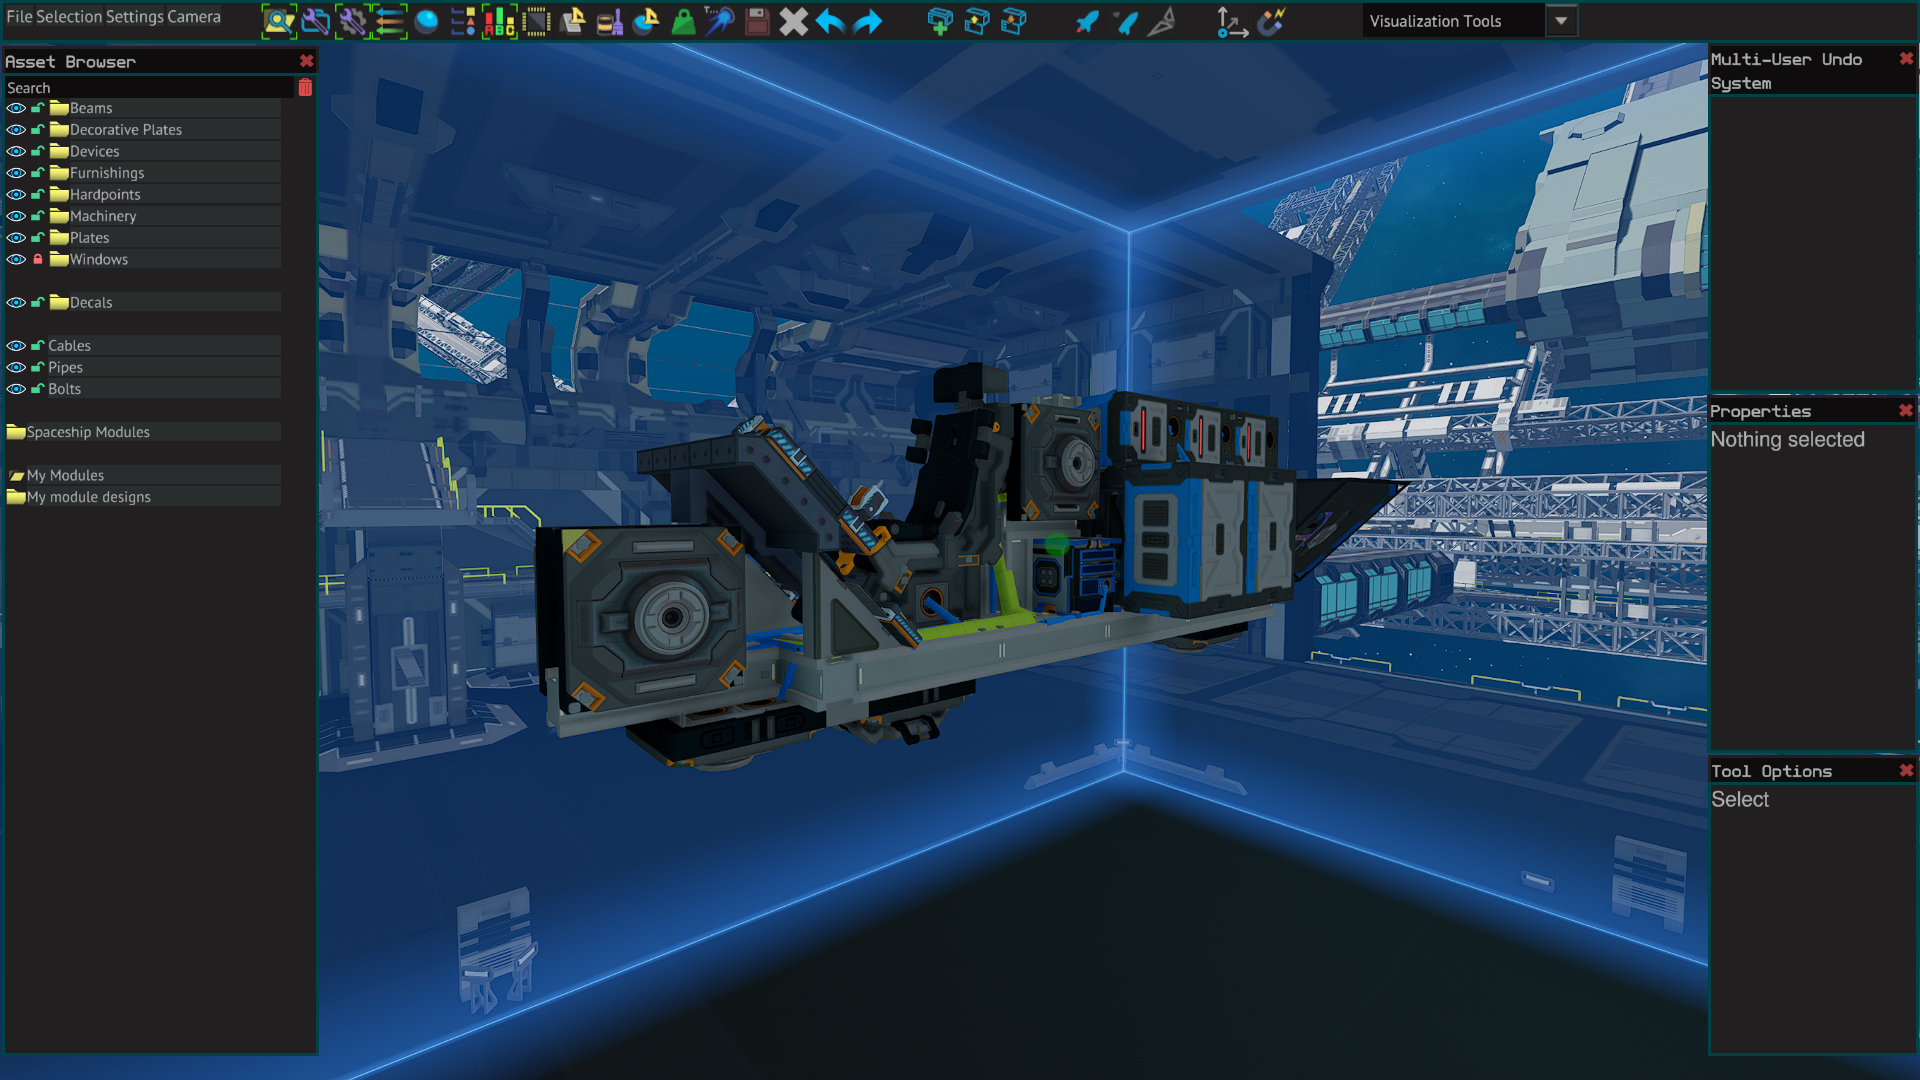 File Selection Settings Camera
ABC
Visualization Tools
Asset Browser
Search
Beams
Decorative Plates
Devices
Furnishings
Hardpoints
Machinery
Plates
Windows
Decals
Cables
Pipes
Bolts
Spaceship Modules
My Modules
My module designs
Multi-User Undo
System
Properties
Nothing selected
Tool Options
Select